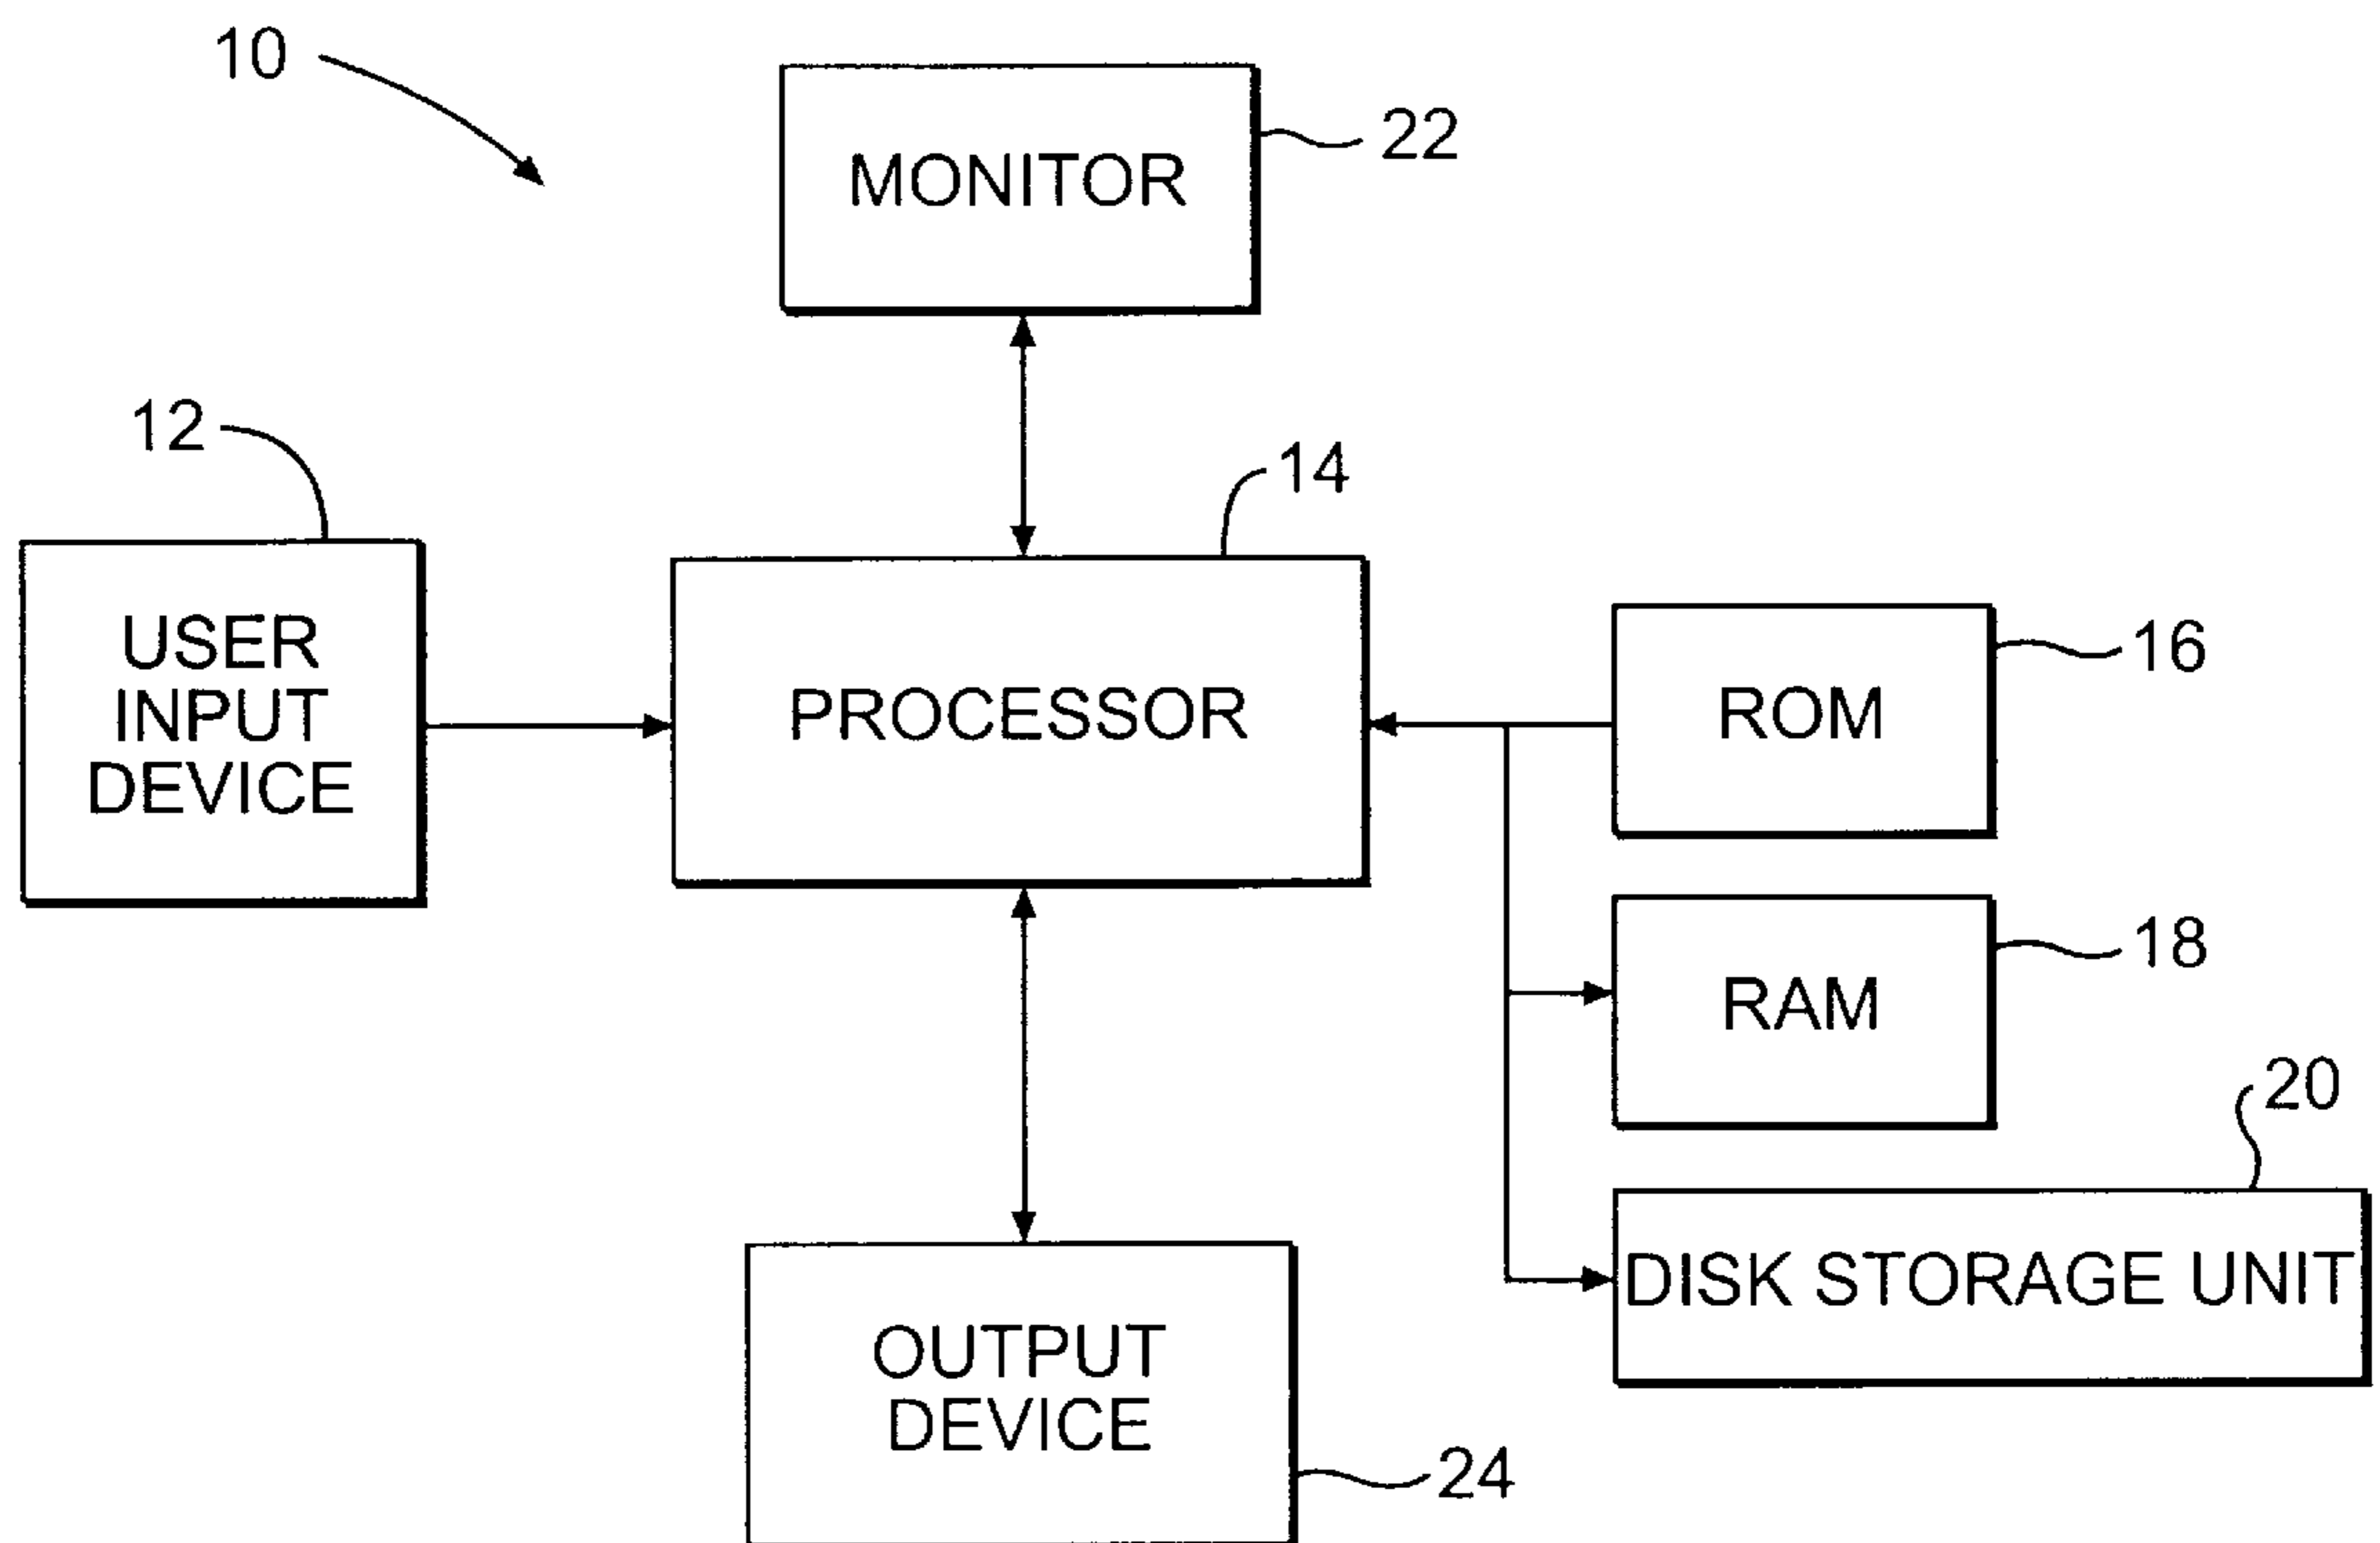 10
MONITOR
22
12
14
USER
INPUT
DEVICE
PROCESSOR
16
ROM
18
RAM
20
DISK STORAGE UNIT
OUTPUT
DEVICE
24